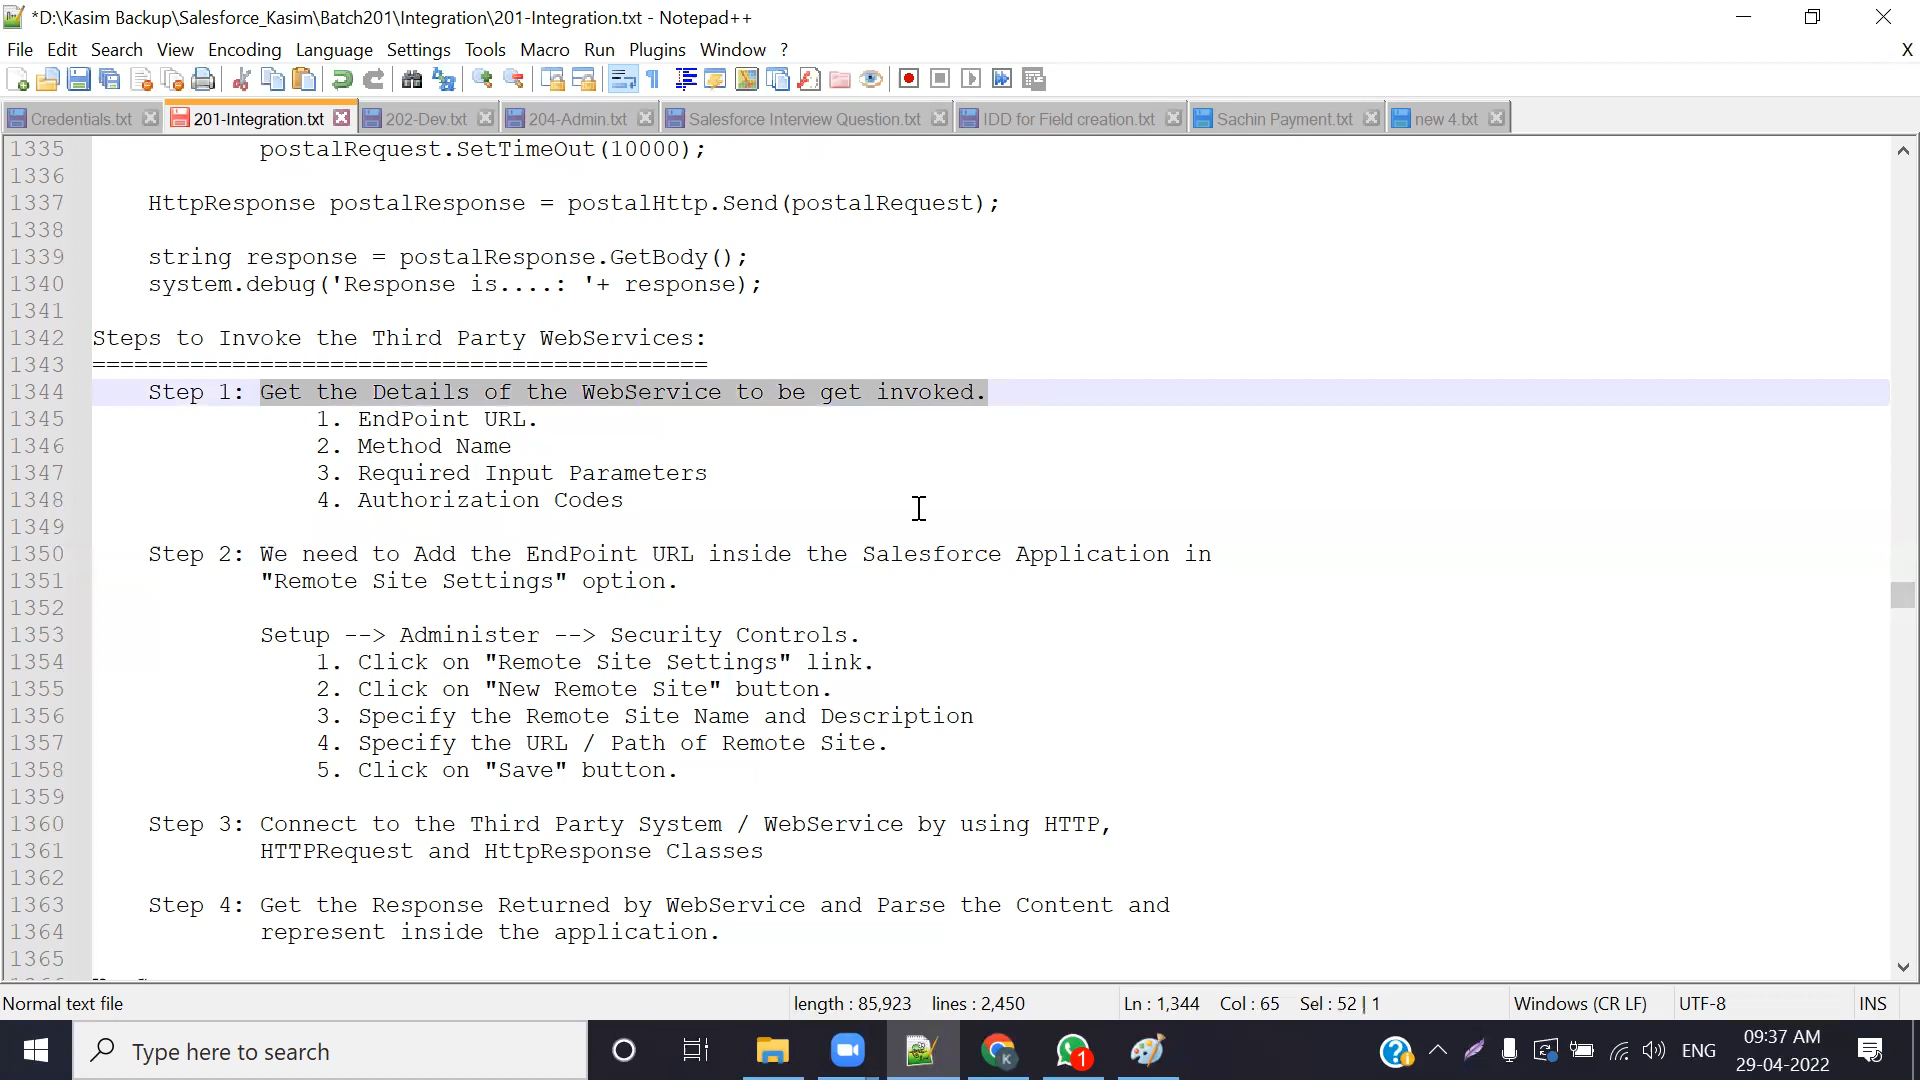 *D:\Kasim Backup\Salesforce_Kasim\Batch201\Integration\201-Integration.txt - Notepad++
File Edit Search View Encoding Language Settings Tools Macro Run Plugins Window ? X
Credentials.txt 201-Integration.txt 202-Dev.txt 204-Admin.txt Salesforce Interview Question.txt IDD for Field creation.txt Sachin Payment.txt new 4.txt
1335 postalRequest.SetTimeOut(10000);
1336
1337 HttpResponse postalResponse = postalHttp.Send(postalRequest);
1338
1339 string response = postalResponse.GetBody();
1340 system.debug('Response is....: '+ response);
1341
1342 Steps to Invoke the Third Party WebServices:
1343 ============================================
1344 Step 1: Get the Details of the WebService to be get invoked.
1345 1. EndPoint URL.
1346 2. Method Name
1347 3. Required Input Parameters
1348 4. Authorization Codes
1349
1350 Step 2: We need to Add the EndPoint URL inside the Salesforce Application in
1351 "Remote Site Settings" option.
1352
1353 Setup --> Administer --> Security Controls.
1354 1. Click on "Remote Site Settings" link.
1355 2. Click on "New Remote Site" button.
1356 3. Specify the Remote Site Name and Description
1357 4. Specify the URL / Path of Remote Site.
1358 5. Click on "Save" button.
1359
1360 Step 3: Connect to the Third Party System / WebService by using HTTP,
1361 HTTPRequest and HttpResponse Classes
1362
1363 Step 4: Get the Response Returned by WebService and Parse the Content and
1364 represent inside the application.
1365
Normal text file length : 85,923 lines : 2,450 Ln : 1,344 Col : 65 Sel : 52 | 1 Windows (CR LF) UTF-8 INS
Type here to search 1 ENG 09:37 AM
29-04-2022